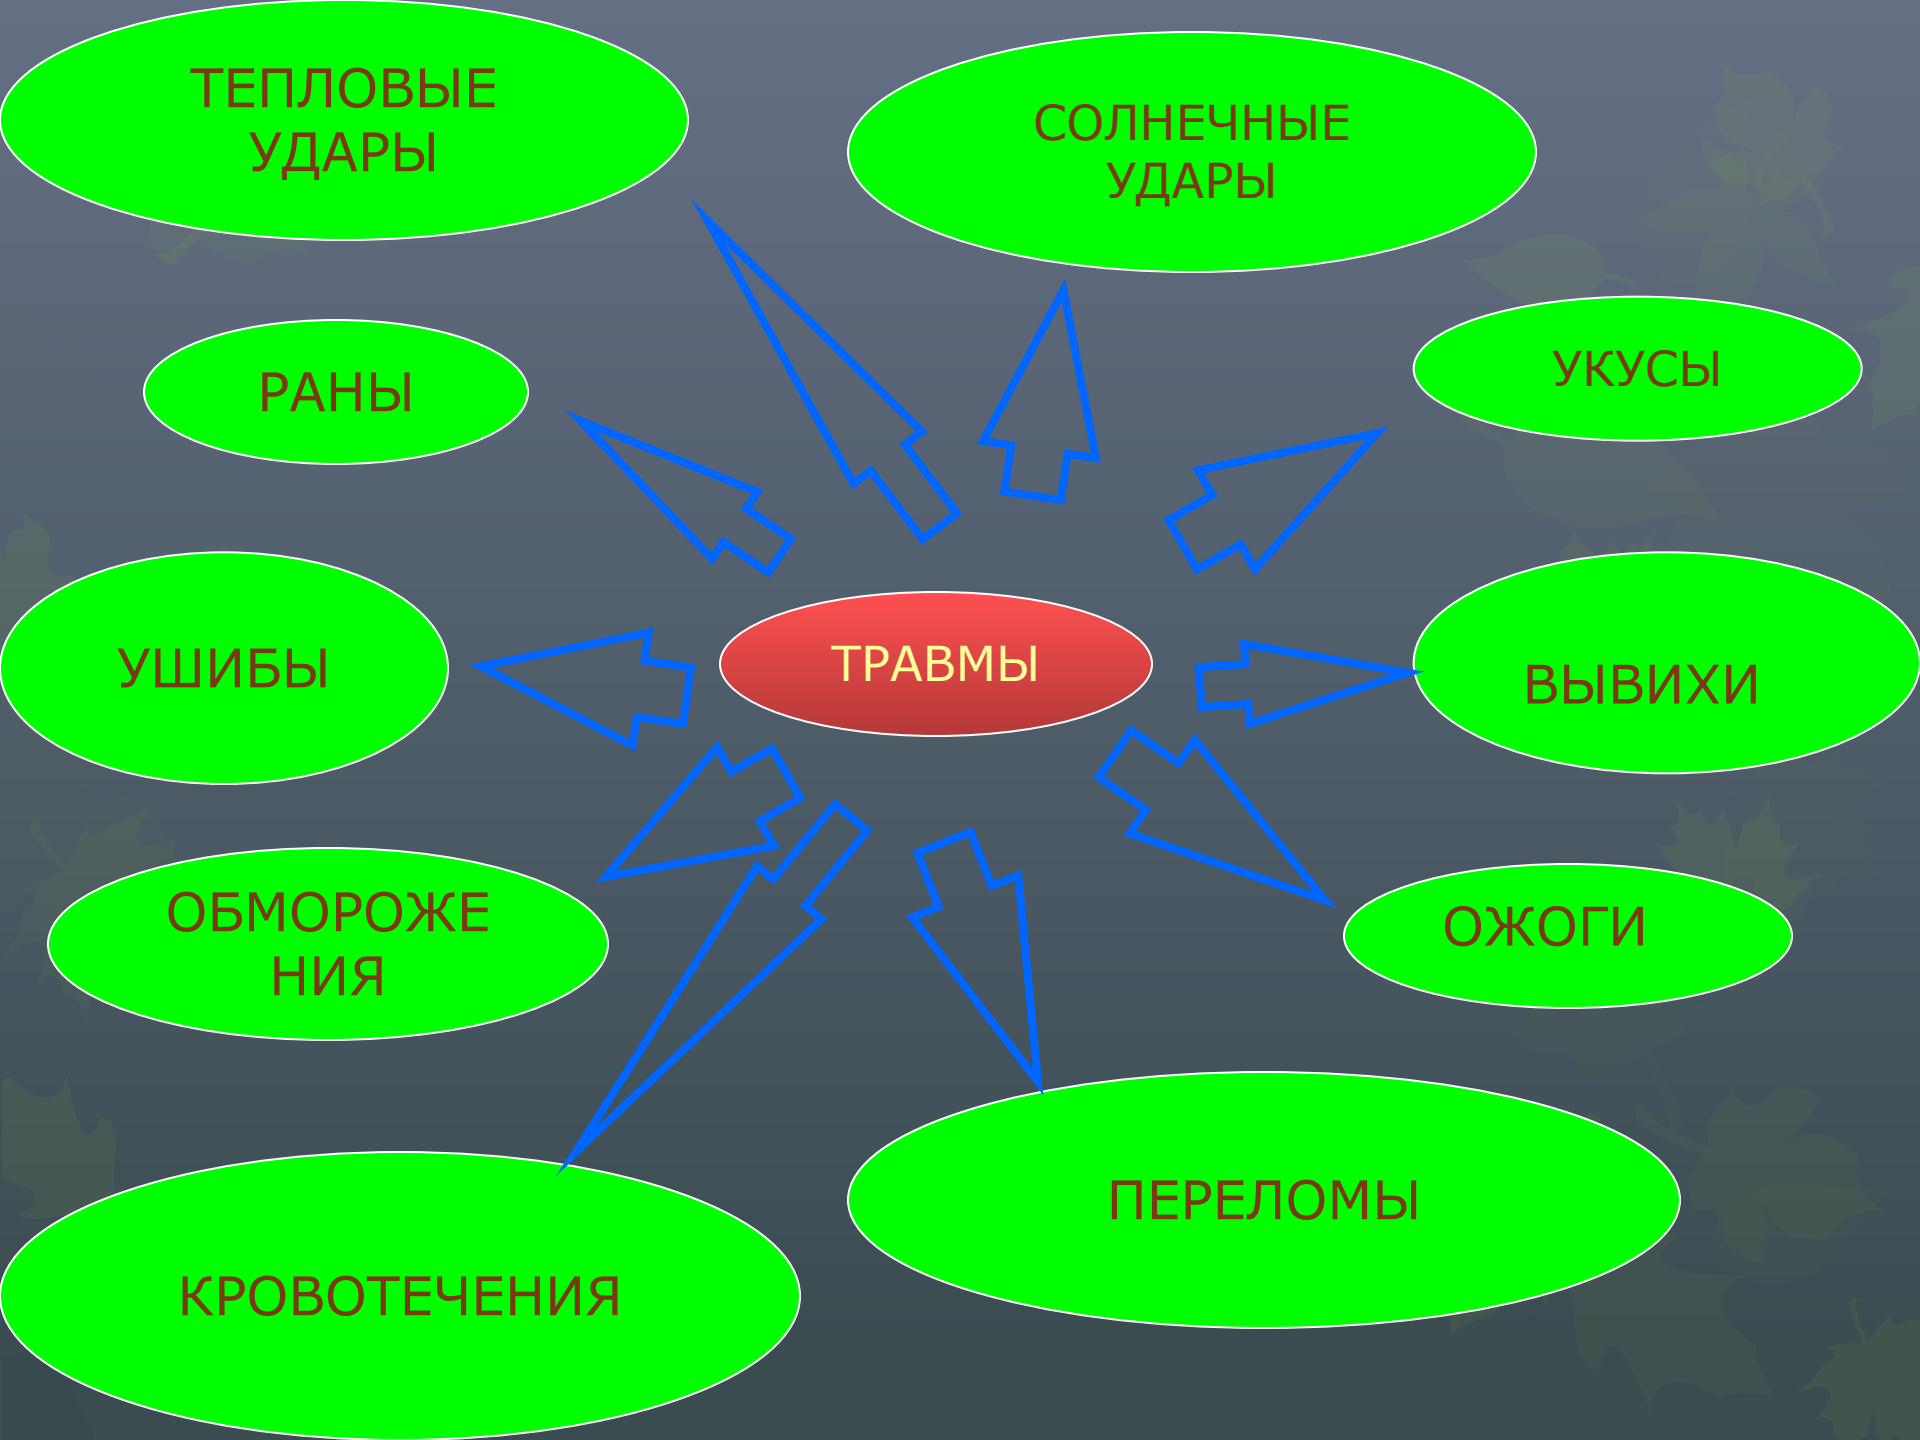 ТЕПЛОВЫЕ
УДАРЫ
СОЛНЕЧНЫЕ
УДАРЫ
РАНЫ
УКУСЫ
УШИБЫ
ТРАВМЫ
ВЫВИХИ
ОБМОРОЖЕ
НИЯ
ОЖОГИ
КРОВОТЕЧЕНИЯ
ПЕРЕЛОМЫ